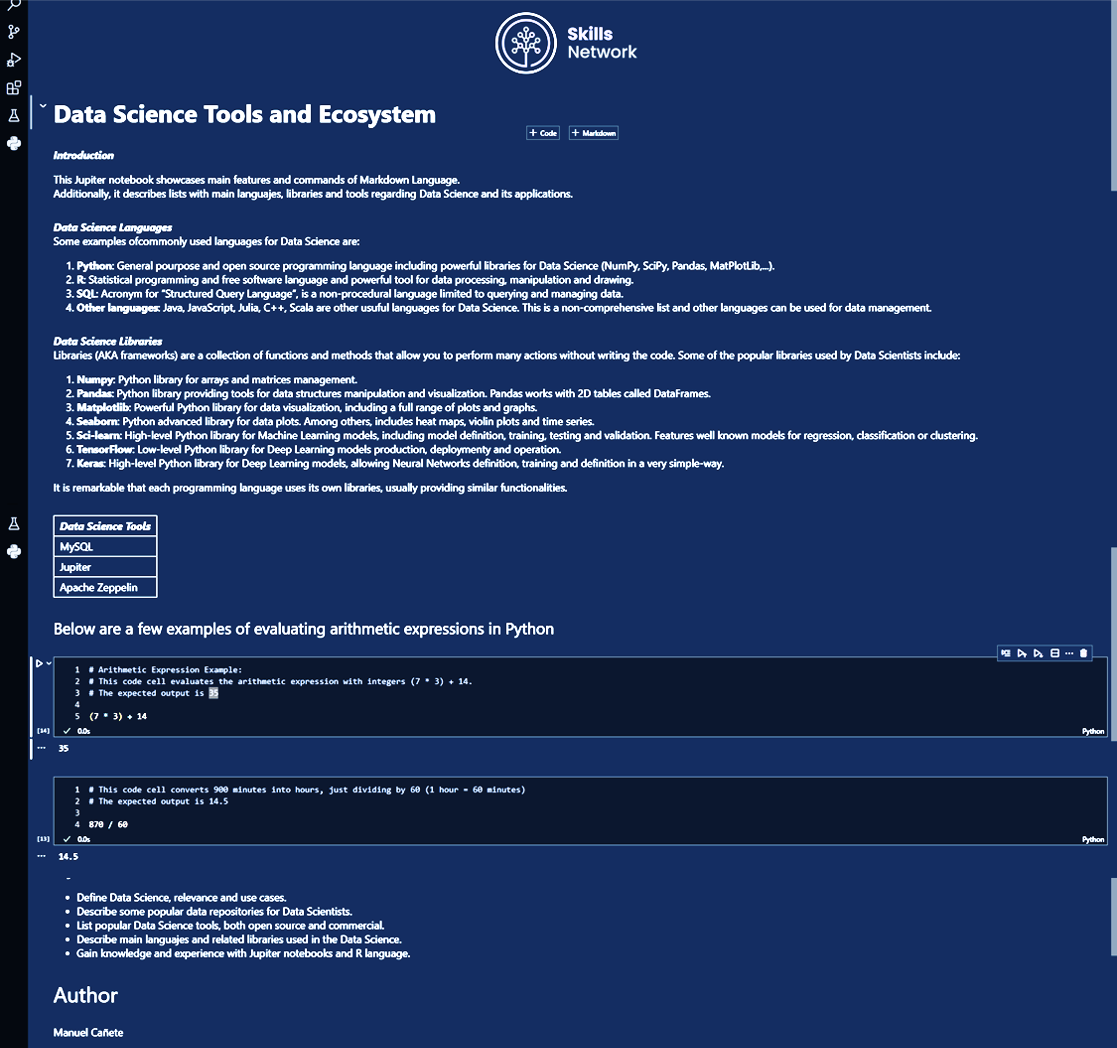 Skills
Network
Data Science Tools and Ecosystem
+ Code + Markdown
Introduction
This Jupiter notebook showcases main features and commands of Markdown Language.
Additionally, it describes lists with main languajes, libraries and tools regarding Data Science and its applications.
Data Science Languages
Some examples ofcommonly used languages for Data Science are:
1. Python: General pourpose and open source programming language including powerful libraries for Data Science (NumPy, SciPy, Pandas, MatPlotLib,...).
2. R: Statistical programming and free software language and powerful tool for data processing, manipulation and drawing.
3. SQL: Acronym for "Structured Query Language", is a non-procedural language limited to querying and managing data.
4. Other languages: Java, JavaScript, Julia, C++, Scala are other usuful languages for Data Science. This is a non-comprehensive list and other languages can be used for data management.
Data Science Libraries
Libraries (AKA frameworks) are a collection of functions and methods that allow you to perform many actions without writing the code. Some of the popular libraries used by Data Scientists include:
1. Numpy: Python library for arrays and matrices management.
2. Pandas: Python library providing tools for data structures manipulation and visualization. Pandas works with 2D tables called DataFrames.
3. Matplotlib: Powerful Python library for data visualization, including a full range of plots and graphs.
4. Seaborn: Python advanced library for data plots. Among others, includes heat maps, violin plots and time series.
5. Sci-learn: High-level Python library for Machine Learning models, including model definition, training, testing and validation. Features well known models for regression, classification or clustering.
6. TensorFlow: Low-level Python library for Deep Learning models production, deploymenty and operation.
7. Keras: High-level Python library for Deep Learning models, allowing Neural Networks definition, training and definition in a very simple-way.
It is remarkable that each programming language uses its own libraries, usually providing similar functionalities.
Data Science Tools
MySQL
Jupiter
Apache Zeppelin
Below are a few examples of evaluating arithmetic expressions in Python
1 # Arithmetic Expression Example:
2 # This code cell evaluates the arithmetic expression with integers (7 * 3) + 14.
3 # The expected output is 35
4
5 (7 * 3) + 14
[14] ✓ 0.0s Python
... 35
1 # This code cell converts 900 minutes into hours, just dividing by 60 (1 hour = 60 minutes)
2 # The expected output is 14.5
3
4 870 / 60
[13] ✓ 0.0s Python
... 14.5
-
• Define Data Science, relevance and use cases.
• Describe some popular data repositories for Data Scientists.
• List popular Data Science tools, both open source and commercial.
• Describe main languajes and related libraries used in the Data Science.
• Gain knowledge and experience with Jupiter notebooks and R language.
Author
Manuel Cañete